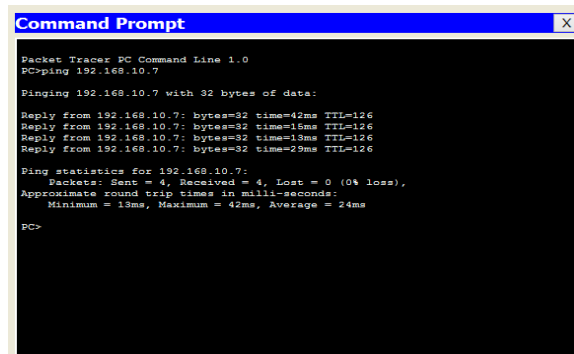 Command Prompt
X
Packet Tracer PC Command Line 1.0
PC>ping 192.168.10.7
Pinging 192.168.10.7 with 32 bytes of data:
Reply from 192.168.10.7: bytes=32 time=42ms TTL=126
Reply from 192.168.10.7: bytes=32 time=15ms TTL=126
Reply from 192.168.10.7: bytes=32 time=13ms TTL=126
Reply from 192.168.10.7: bytes=32 time=29ms TTL=126
Ping statistics for 192.168.10.7:
Packets: Sent = 4, Received = 4, Lost = 0 (0% loss),
Approximate round trip times in milli-seconds:
Minimum = 13ms, Maximum = 42ms, Average = 24ms
PC>